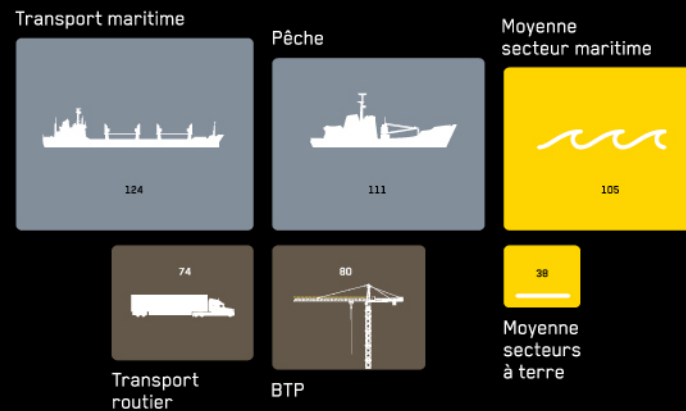 Transport maritime
124
Pêche
111
Moyenne
secteur maritime
105
74
Transport
routier
80
BTP
38
Moyenne
secteurs
à terre